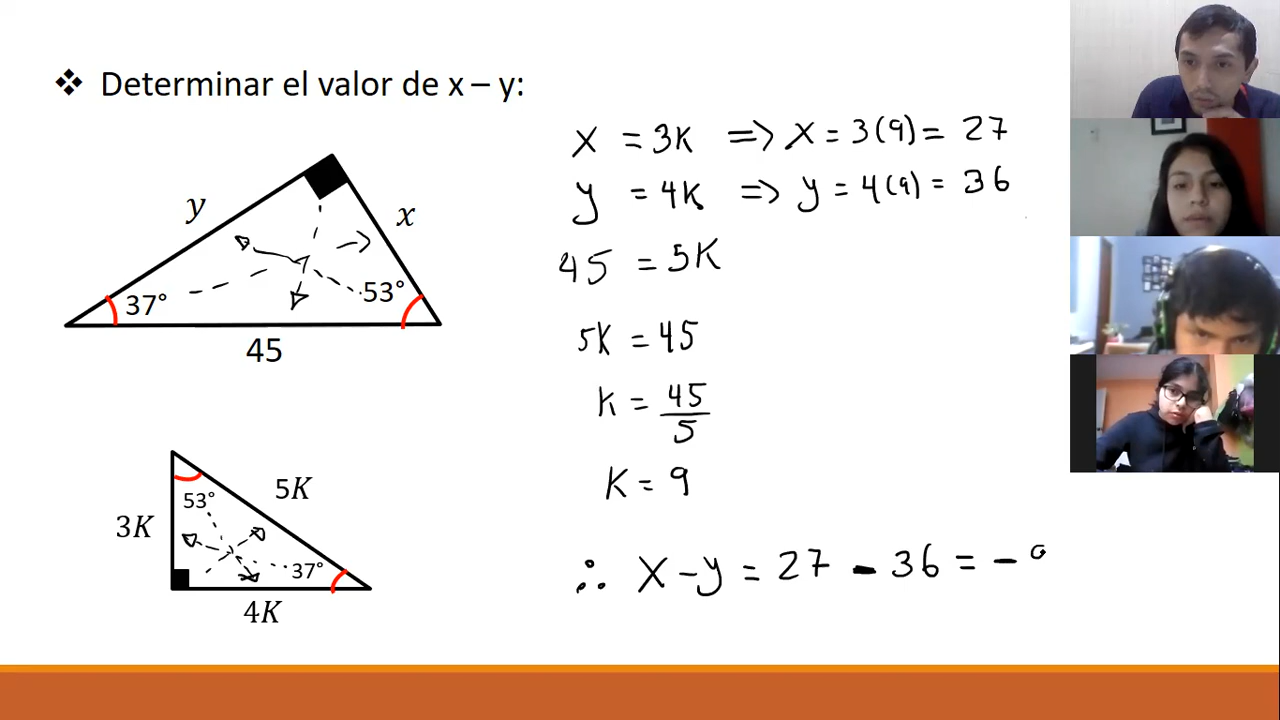 ❖ Determinar el valor de x – y:
y
x
37°
53°
45
x = 3K => x = 3(9) = 27
y = 4K => y = 4(9) = 36
45 = 5K
5K = 45
K = 45/5
K = 9
53°
5K
3K
37°
4K
∴ x - y = 27 - 36 = - 9